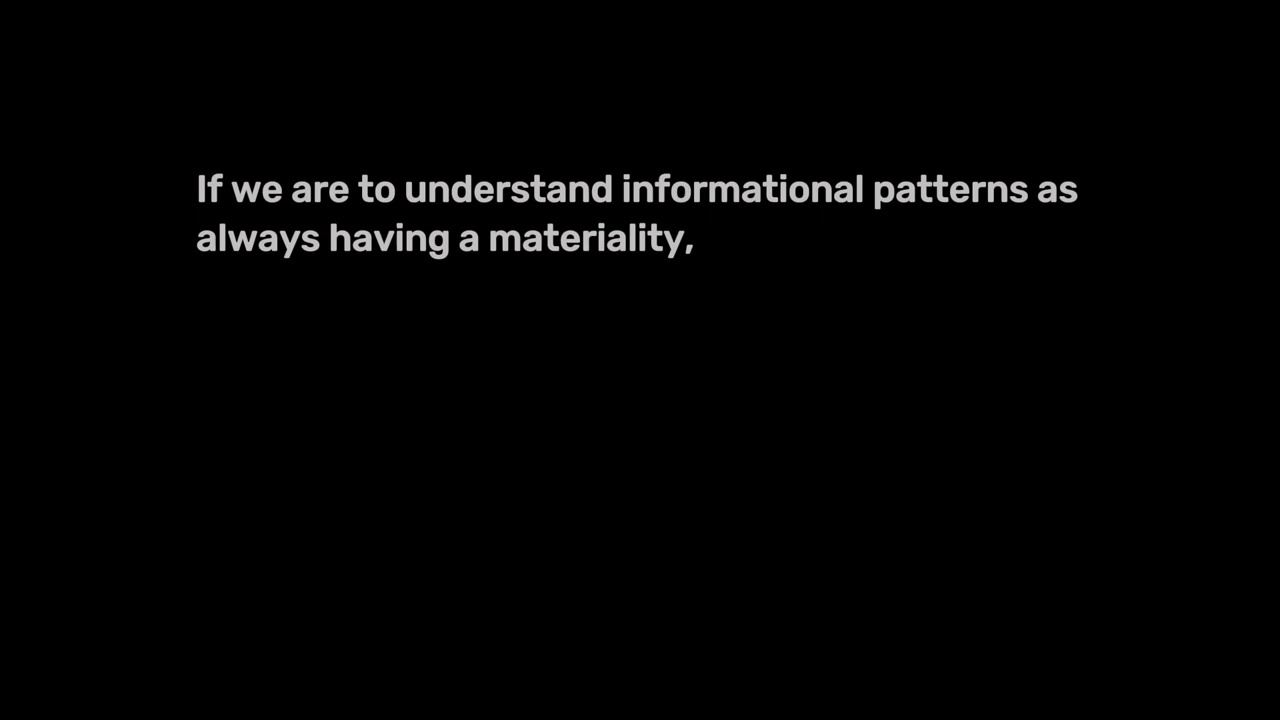 If we are to understand informational patterns as
always having a materiality,